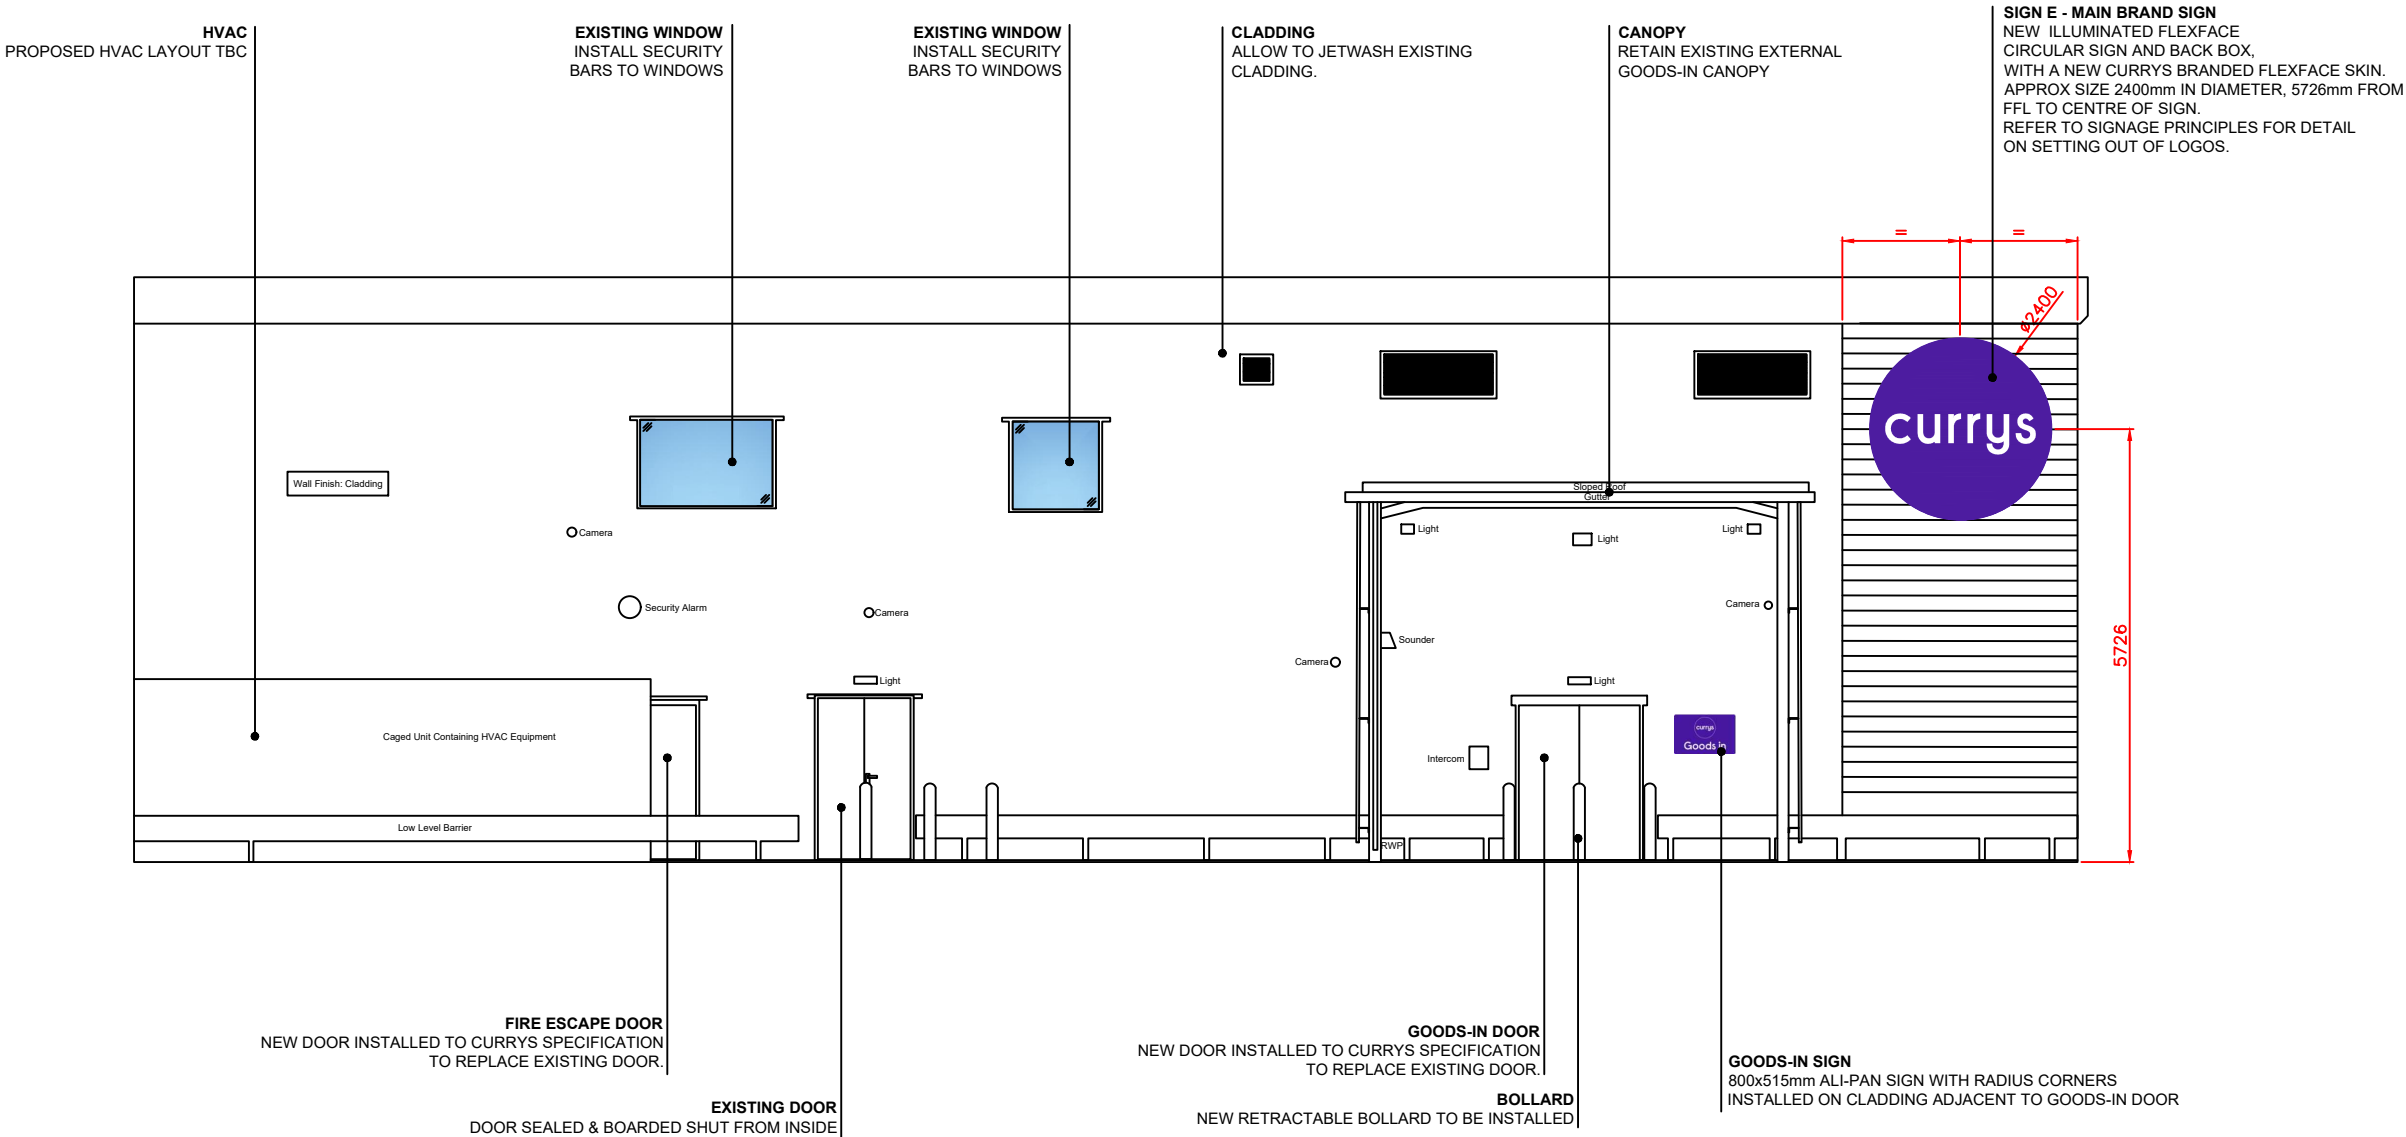 HVAC
PROPOSED HVAC LAYOUT TBC
EXISTING WINDOW
INSTALL SECURITY
BARS TO WINDOWS
EXISTING WINDOW
INSTALL SECURITY
BARS TO WINDOWS
CLADDING
ALLOW TO JETWASH EXISTING
CLADDING.
CANOPY
RETAIN EXISTING EXTERNAL
GOODS-IN CANOPY
SIGN E - MAIN BRAND SIGN
NEW ILLUMINATED FLEXFACE
CIRCULAR SIGN AND BACK BOX,
WITH A NEW CURRYS BRANDED FLEXFACE SKIN.
APPROX SIZE 2400mm IN DIAMETER, 5726mm FROM
FFL TO CENTRE OF SIGN.
REFER TO SIGNAGE PRINCIPLES FOR DETAIL
ON SETTING OUT OF LOGOS.
= =
ø2400
currys
Wall Finish: Cladding
Sloped Roof
Gutter
Camera
Light
Light
Light
Security Alarm
Camera
Camera
Sounder
Camera
5726
Light
Light
currys
Goods in
Caged Unit Containing HVAC Equipment
Intercom
Low Level Barrier
RWP
FIRE ESCAPE DOOR
NEW DOOR INSTALLED TO CURRYS SPECIFICATION
TO REPLACE EXISTING DOOR.
EXISTING DOOR
DOOR SEALED & BOARDED SHUT FROM INSIDE
GOODS-IN DOOR
NEW DOOR INSTALLED TO CURRYS SPECIFICATION
TO REPLACE EXISTING DOOR.
BOLLARD
NEW RETRACTABLE BOLLARD TO BE INSTALLED
GOODS-IN SIGN
800x515mm ALI-PAN SIGN WITH RADIUS CORNERS
INSTALLED ON CLADDING ADJACENT TO GOODS-IN DOOR